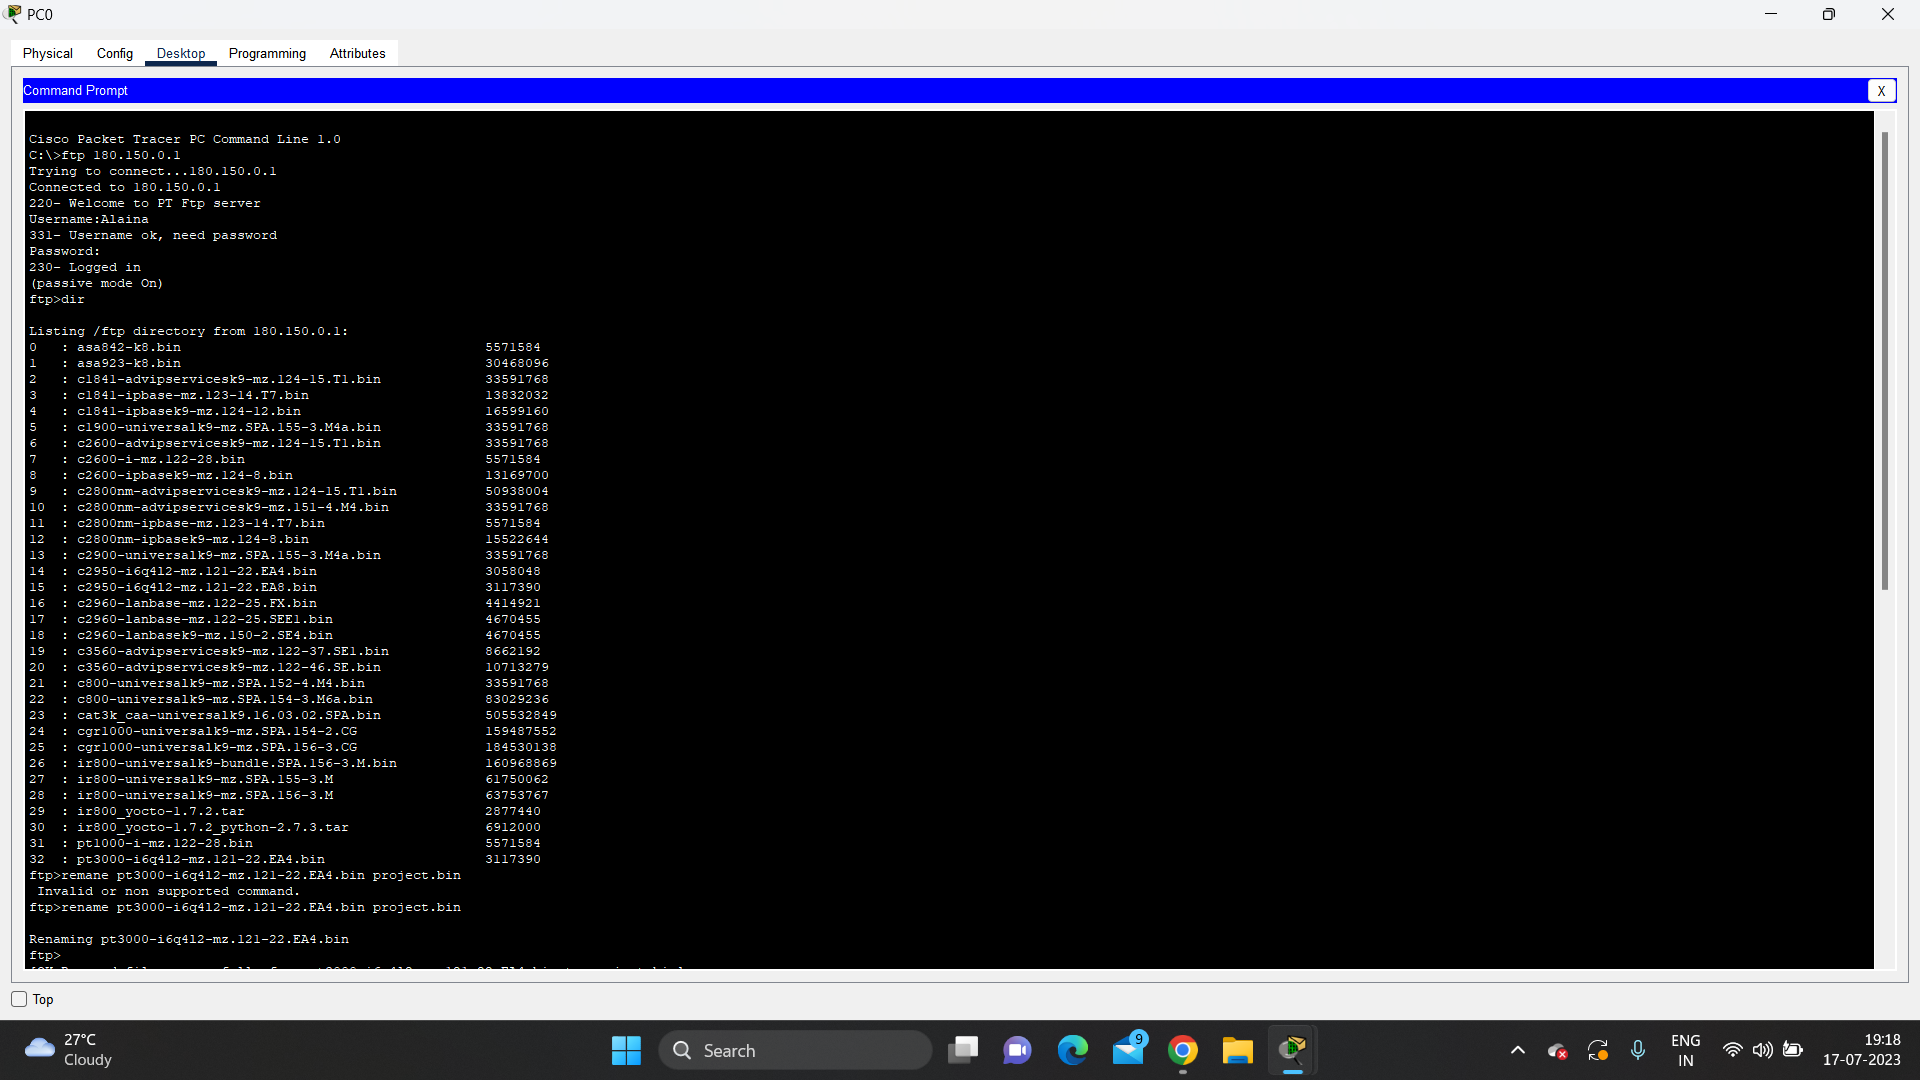 PC0
Physical Config Desktop Programming Attributes
Command Prompt X
Cisco Packet Tracer PC Command Line 1.0
C:\>ftp 180.150.0.1
Trying to connect...180.150.0.1
Connected to 180.150.0.1
220- Welcome to PT Ftp server
Username:Alaina
331- Username ok, need password
Password:
230- Logged in
(passive mode On)
ftp>dir
Listing /ftp directory from 180.150.0.1:
0 : asa842-k8.bin 5571584
1 : asa923-k8.bin 30468096
2 : c1841-advipservicesk9-mz.124-15.T1.bin 33591768
3 : c1841-ipbase-mz.123-14.T7.bin 13832032
4 : c1841-ipbasek9-mz.124-12.bin 16599160
5 : c1900-universalk9-mz.SPA.155-3.M4a.bin 33591768
6 : c2600-advipservicesk9-mz.124-15.T1.bin 33591768
7 : c2600-i-mz.122-28.bin 5571584
8 : c2600-ipbasek9-mz.124-8.bin 13169700
9 : c2800nm-advipservicesk9-mz.124-15.T1.bin 50938004
10 : c2800nm-advipservicesk9-mz.151-4.M4.bin 33591768
11 : c2800nm-ipbase-mz.123-14.T7.bin 5571584
12 : c2800nm-ipbasek9-mz.124-8.bin 15522644
13 : c2900-universalk9-mz.SPA.155-3.M4a.bin 33591768
14 : c2950-i6q4l2-mz.121-22.EA4.bin 3058048
15 : c2950-i6q4l2-mz.121-22.EA8.bin 3117390
16 : c2960-lanbase-mz.122-25.FX.bin 4414921
17 : c2960-lanbase-mz.122-25.SEE1.bin 4670455
18 : c2960-lanbasek9-mz.150-2.SE4.bin 4670455
19 : c3560-advipservicesk9-mz.122-37.SE1.bin 8662192
20 : c3560-advipservicesk9-mz.122-46.SE.bin 10713279
21 : c800-universalk9-mz.SPA.152-4.M4.bin 33591768
22 : c800-universalk9-mz.SPA.154-3.M6a.bin 83029236
23 : cat3k_caa-universalk9.16.03.02.SPA.bin 505532849
24 : cgr1000-universalk9-mz.SPA.154-2.CG 159487552
25 : cgr1000-universalk9-mz.SPA.156-3.CG 184530138
26 : ir800-universalk9-bundle.SPA.156-3.M.bin 160968869
27 : ir800-universalk9-mz.SPA.155-3.M 61750062
28 : ir800-universalk9-mz.SPA.156-3.M 63753767
29 : ir800_yocto-1.7.2.tar 2877440
30 : ir800_yocto-1.7.2_python-2.7.3.tar 6912000
31 : pt1000-i-mz.122-28.bin 5571584
32 : pt3000-i6q4l2-mz.121-22.EA4.bin 3117390
ftp>remane pt3000-i6q4l2-mz.121-22.EA4.bin project.bin
Invalid or non supported command.
ftp>rename pt3000-i6q4l2-mz.121-22.EA4.bin project.bin
Renaming pt3000-i6q4l2-mz.121-22.EA4.bin
ftp>
Top
27°C
Cloudy
Search
9
ENG
IN
19:18
17-07-2023